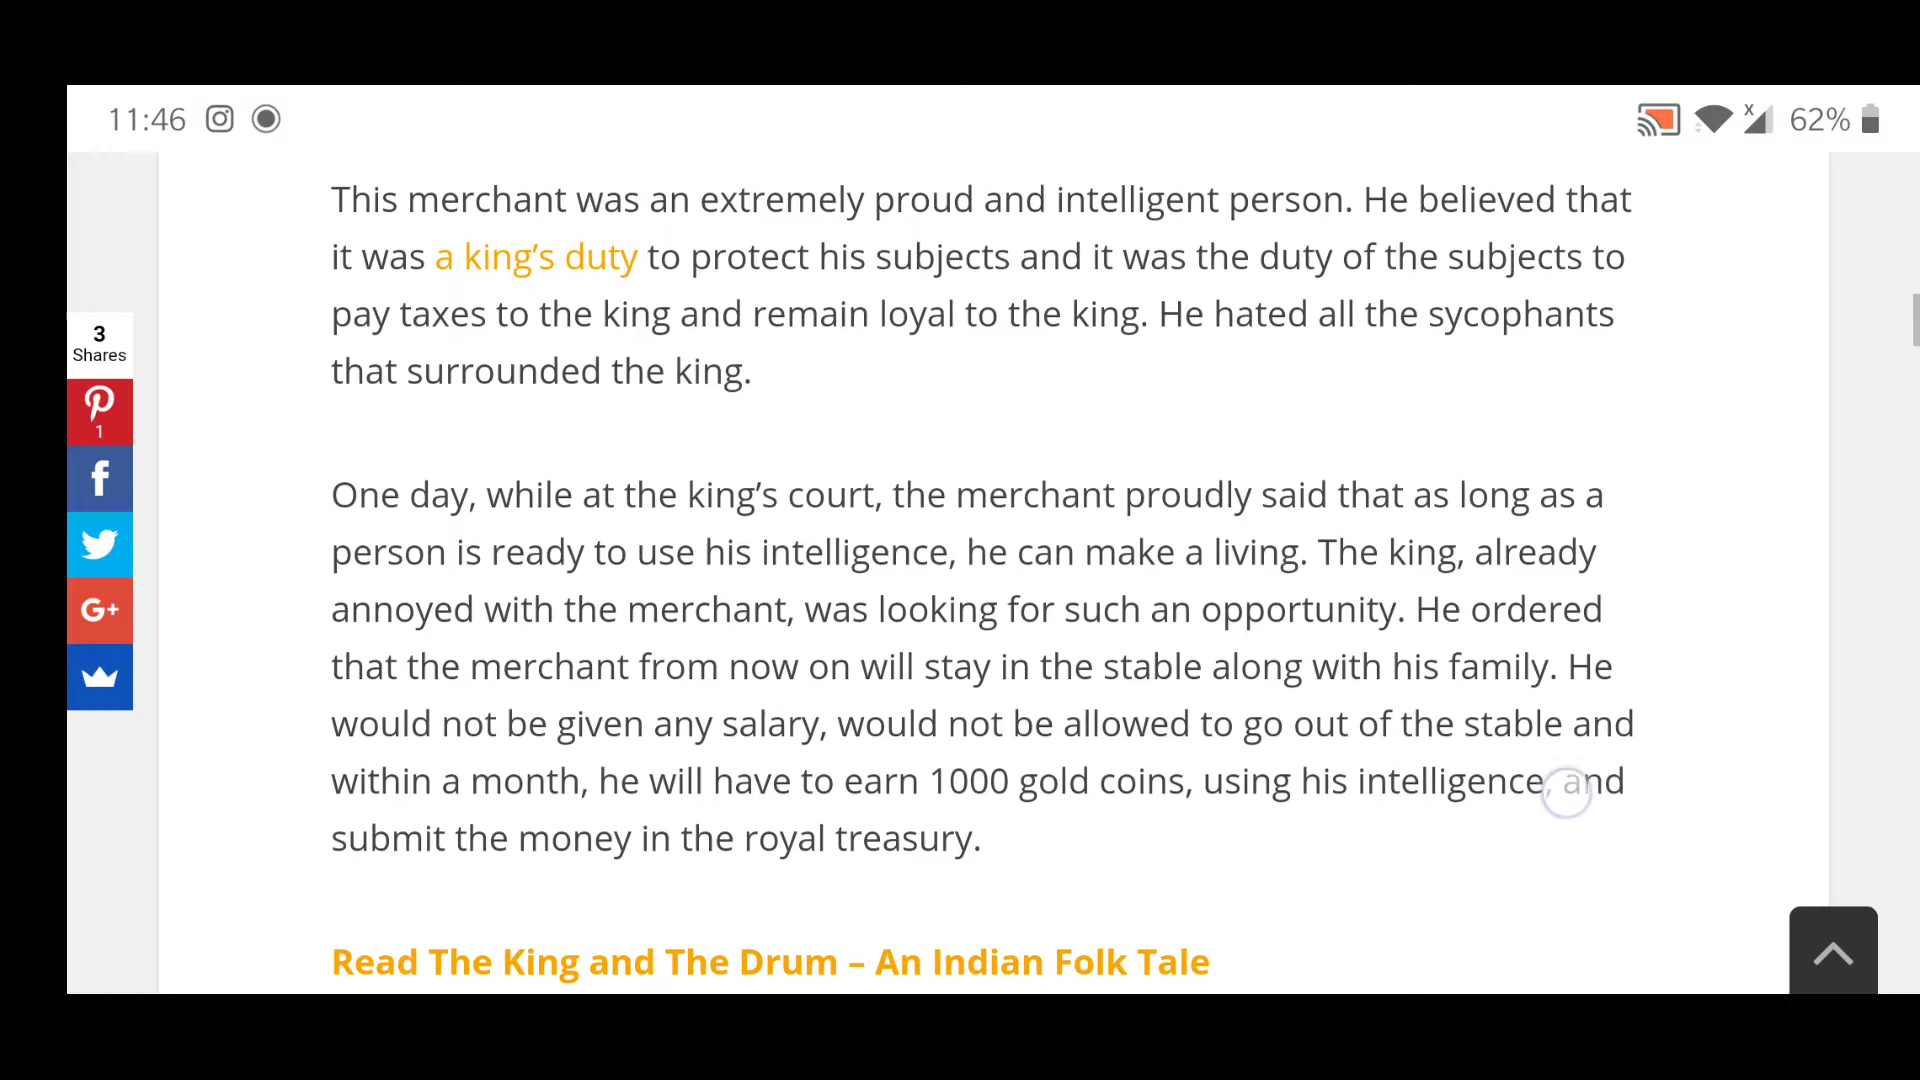 11:46
62%
This merchant was an extremely proud and intelligent person. He believed that
it was a king’s duty to protect his subjects and it was the duty of the subjects to
pay taxes to the king and remain loyal to the king. He hated all the sycophants
that surrounded the king.
3
Shares
1
One day, while at the king’s court, the merchant proudly said that as long as a
person is ready to use his intelligence, he can make a living. The king, already
annoyed with the merchant, was looking for such an opportunity. He ordered
that the merchant from now on will stay in the stable along with his family. He
would not be given any salary, would not be allowed to go out of the stable and
within a month, he will have to earn 1000 gold coins, using his intelligence, and
submit the money in the royal treasury.
G+
Read The King and The Drum – An Indian Folk Tale